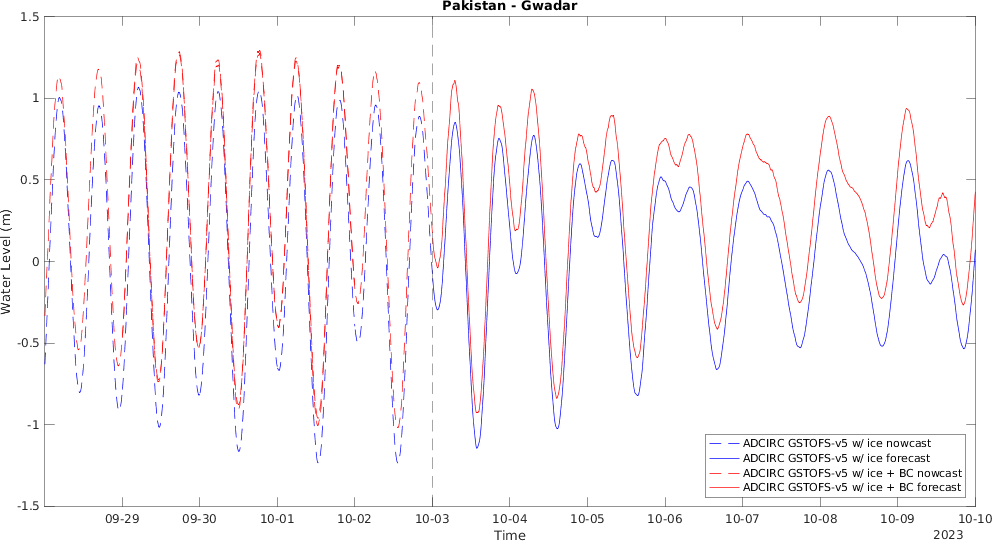 Pakistan - Gwadar
Water Level (m)
1.5
1
0.5
0
-0.5
-1
-1.5
ADCIRC GSTOFS-v5 w/ ice nowcast
ADCIRC GSTOFS-v5 w/ ice forecast
ADCIRC GSTOFS-v5 w/ ice + BC nowcast
ADCIRC GSTOFS-v5 w/ ice + BC forecast
09-29 09-30 10-01 10-02 10-03 10-04 10-05 10-06 10-07 10-08 10-09 10-10
Time
2023